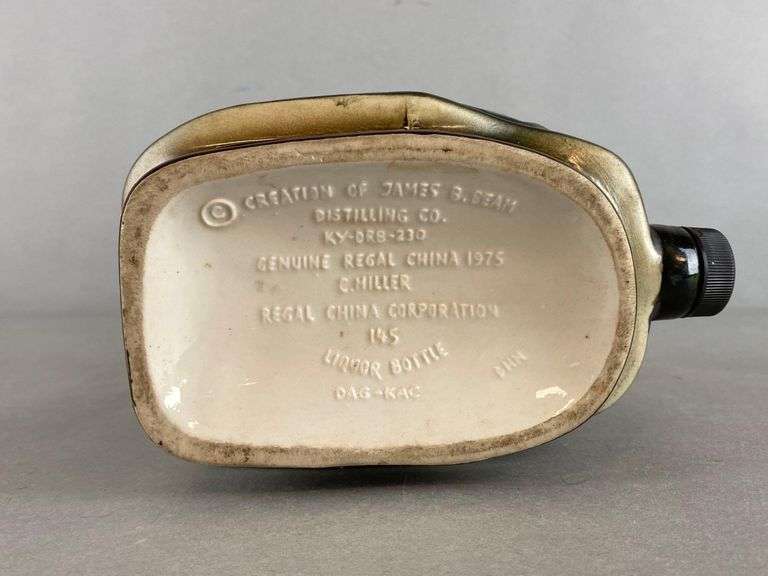 © CREATION OF JAMES B. BEAM
DISTILLING CO.
KY-DRB-230
GENUINE REGAL CHINA 1975
C. MILLER
REGAL CHINA CORPORATION
145
LIQUOR BOTTLE
DAG-KAC